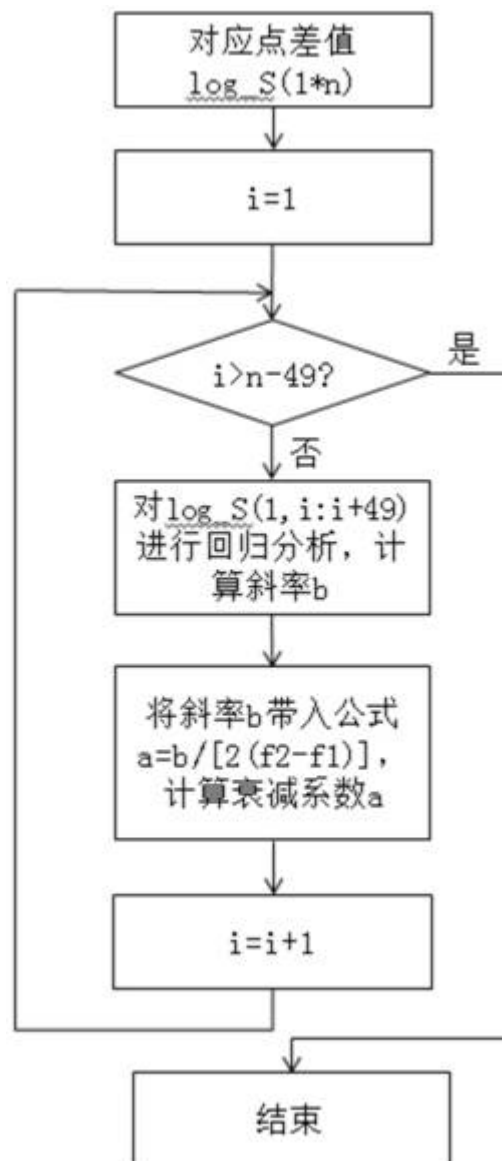 对应点差值
log_S(1*n)
i=1
i>n-49?
是
否
对log_S(1,i:i+49)
进行回归分析，计
算斜率b
将斜率b带入公式
a=b/[2(f2-f1)]，
计算衰减系数a
i=i+1
结束